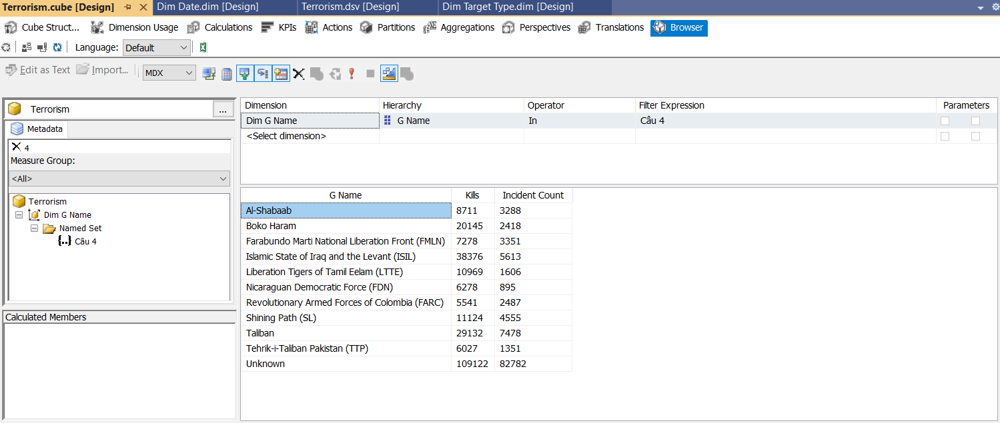 Terrorism.cube [Design] Dim Date.dim [Design] Terrorism.dsv [Design] Dim Target Type.dim [Design]
Cube Struct... Dimension Usage Calculations KPIs Actions Partitions Aggregations Perspectives Translations Browser
Language: Default
Edit as Text Import... MDX
Terrorism ...
Metadata
4
Measure Group:
<All>
Terrorism
Dim G Name
Named Set
{..} Câu 4
Calculated Members
Dimension Hierarchy Operator Filter Expression Parameters
Dim G Name G Name In Câu 4
<Select dimension>
G Name Kills Incident Count
Al-Shabaab 8711 3288
Boko Haram 20145 2418
Farabundo Marti National Liberation Front (FMLN) 7278 3351
Islamic State of Iraq and the Levant (ISIL) 38376 5613
Liberation Tigers of Tamil Eelam (LTTE) 10969 1606
Nicaraguan Democratic Force (FDN) 6278 895
Revolutionary Armed Forces of Colombia (FARC) 5541 2487
Shining Path (SL) 11124 4555
Taliban 29132 7478
Tehrik-i-Taliban Pakistan (TTP) 6027 1351
Unknown 109122 82782